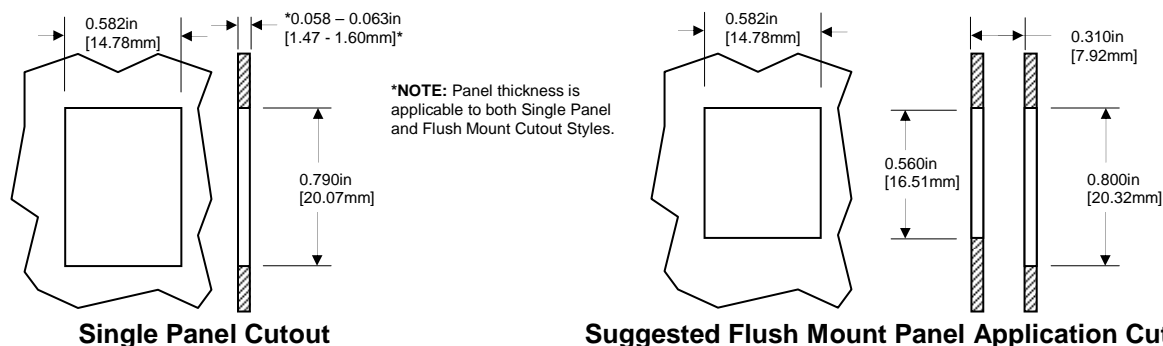 0.582in
[14.78mm]
*0.058 – 0.063in
[1.47 - 1.60mm]*
*NOTE: Panel thickness is
applicable to both Single Panel
and Flush Mount Cutout Styles.
0.790in
[20.07mm]
Single Panel Cutout
0.582in
[14.78mm]
0.310in
[7.92mm]
0.560in
[16.51mm]
0.800in
[20.32mm]
Suggested Flush Mount Panel Application Cut